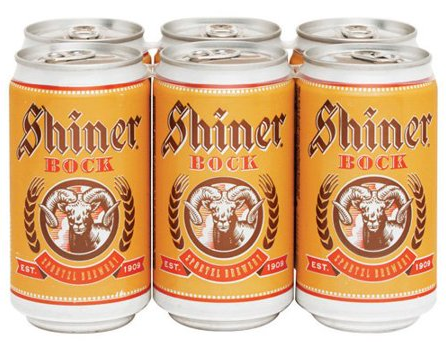 Shiner
BOCK
SPOETZL BREWERY
EST. 1909
Shiner
BOCK
SPOETZL BREWERY
EST. 1909
Shiner
BOCK
SPOETZL BREWERY
EST. 1909